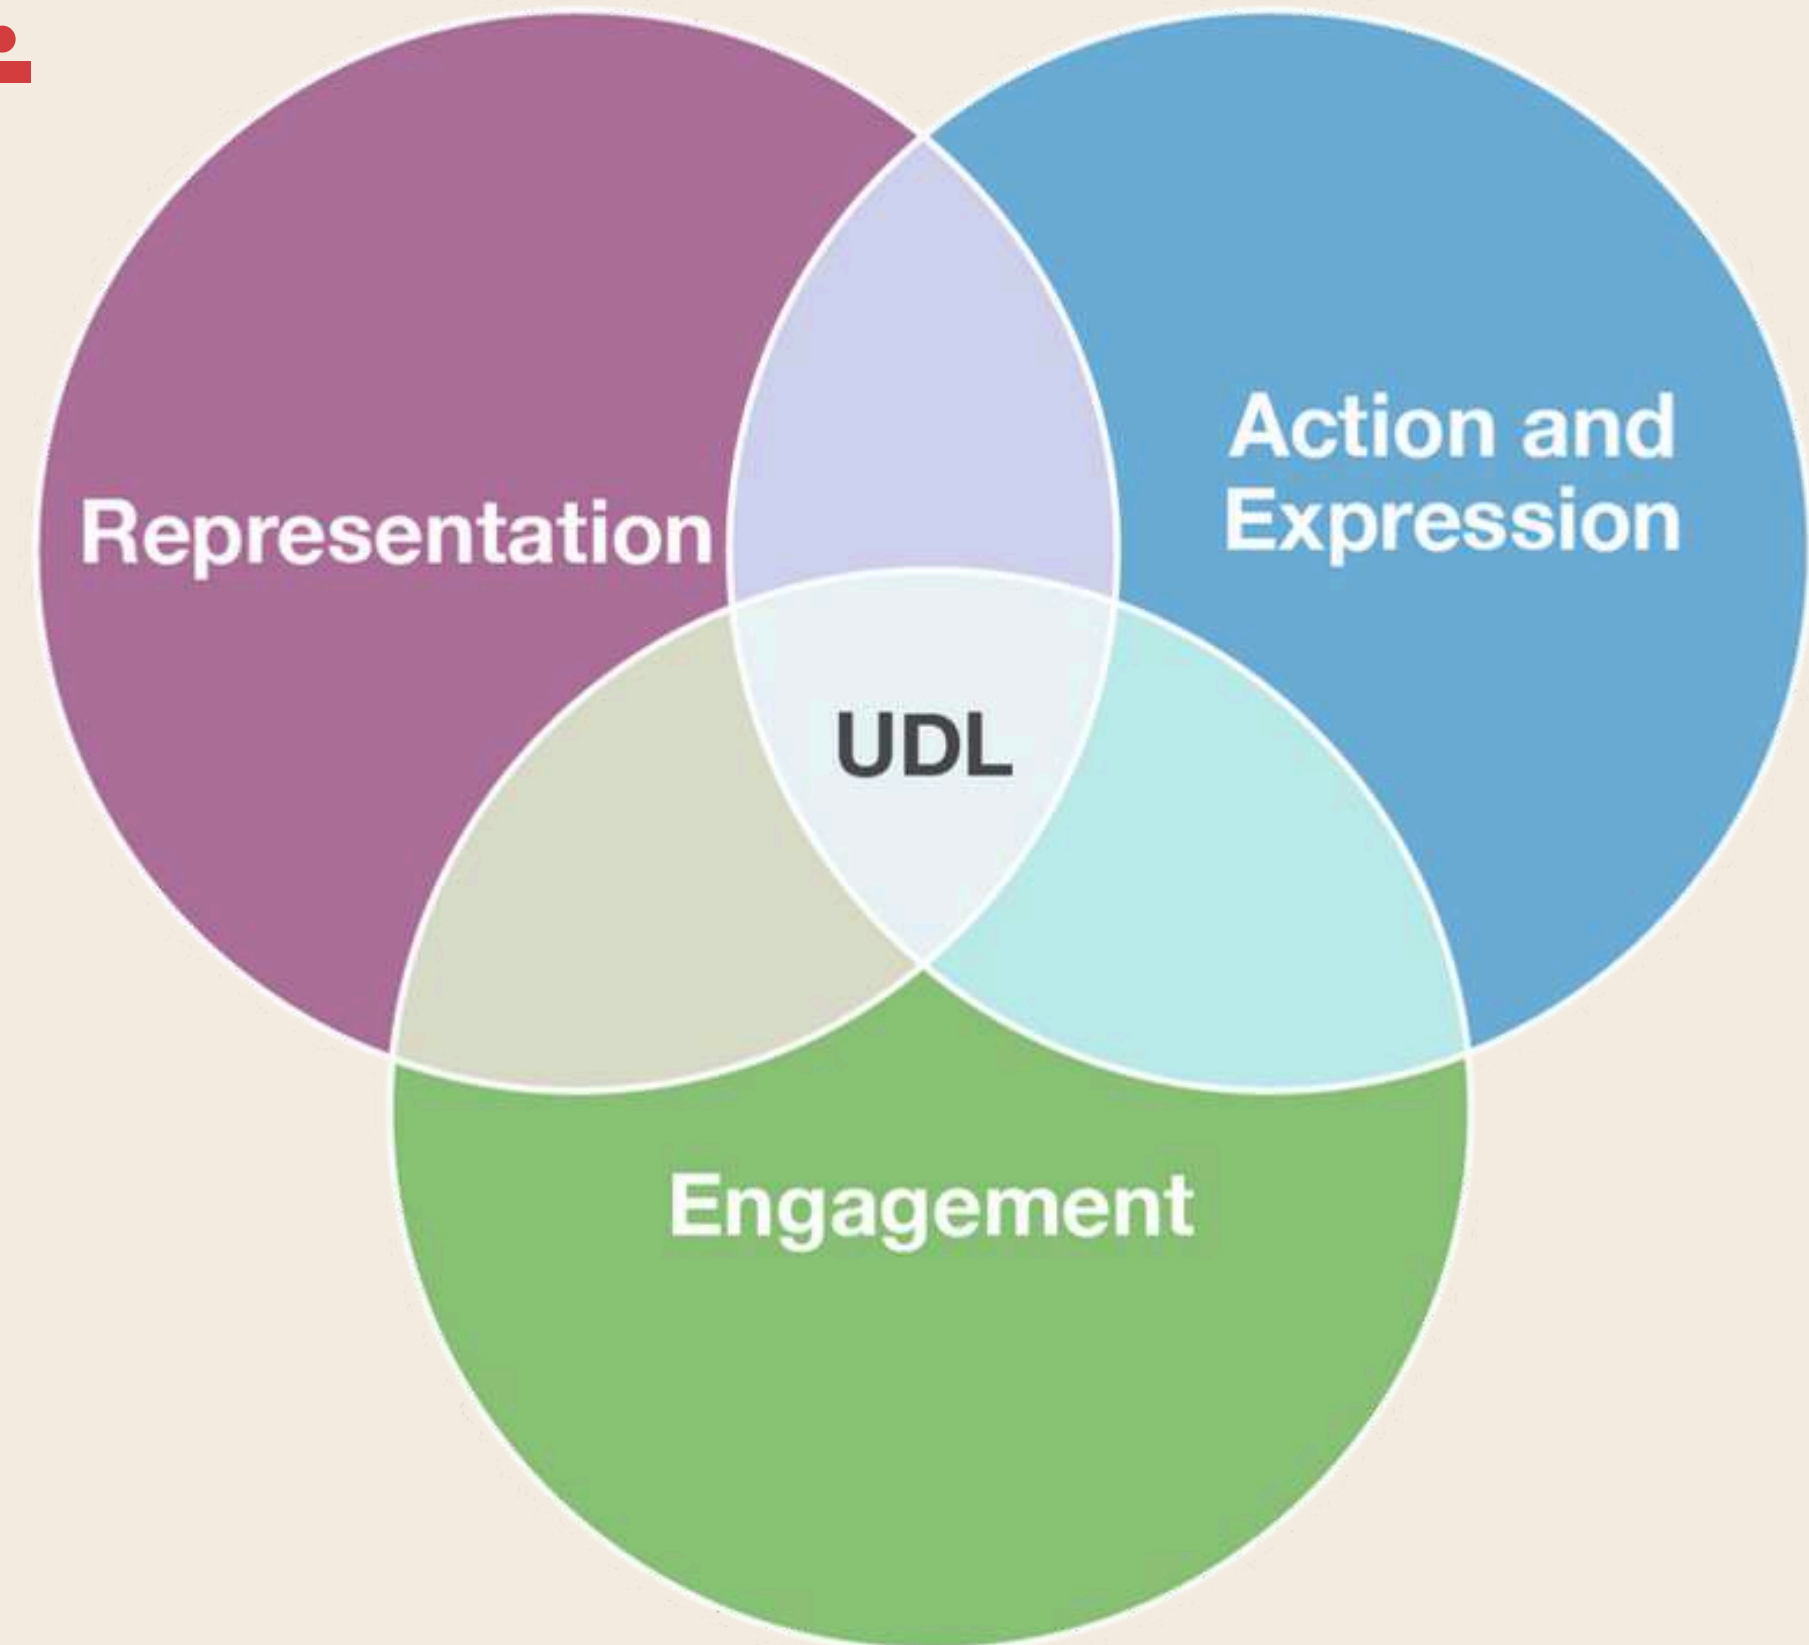 Representation
Action and
Expression
UDL
Engagement